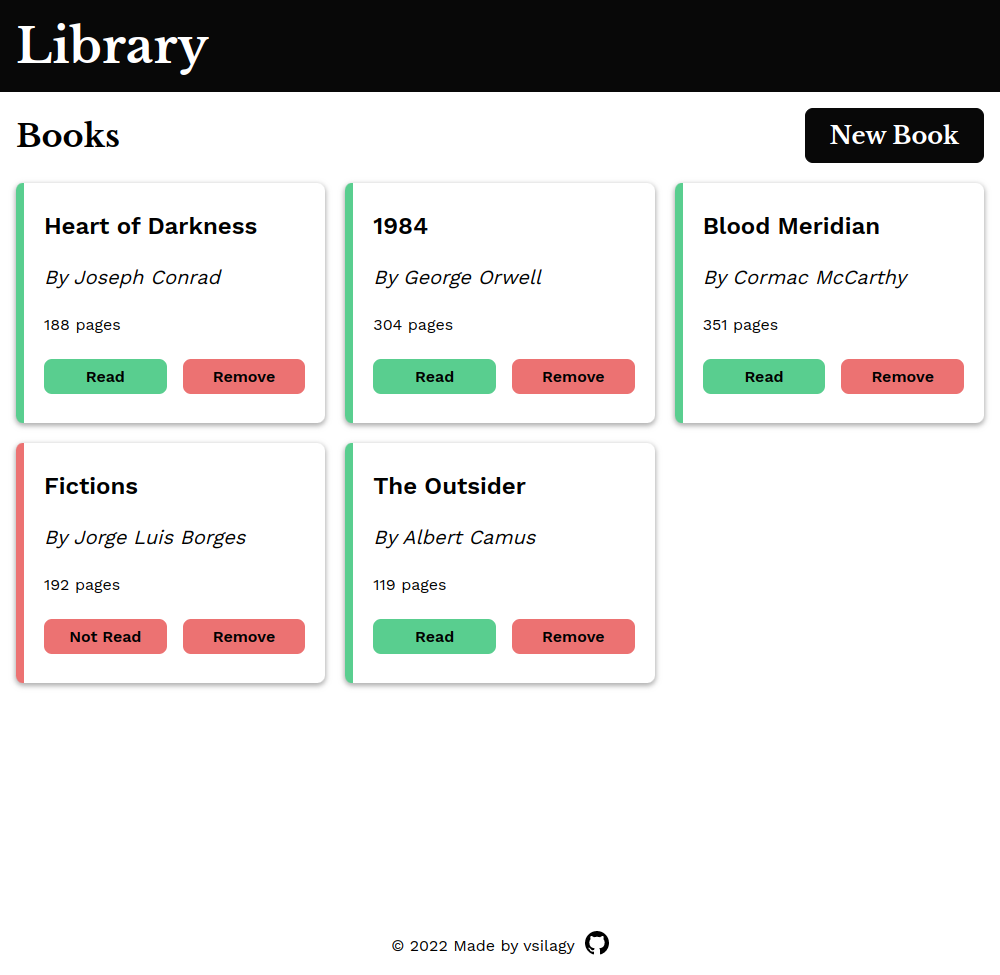 Library
Books
New Book
Heart of Darkness
By Joseph Conrad
188 pages
Read
Remove
1984
By George Orwell
304 pages
Read
Remove
Blood Meridian
By Cormac McCarthy
351 pages
Read
Remove
Fictions
By Jorge Luis Borges
192 pages
Not Read
Remove
The Outsider
By Albert Camus
119 pages
Read
Remove
© 2022 Made by vsilagy